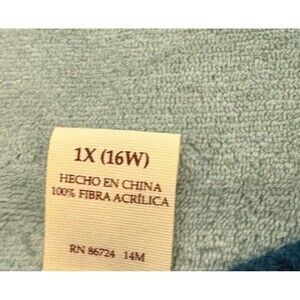 1X (16W)
HECHO EN CHINA
100% FIBRA ACRÍLICA
RN 86724 14M